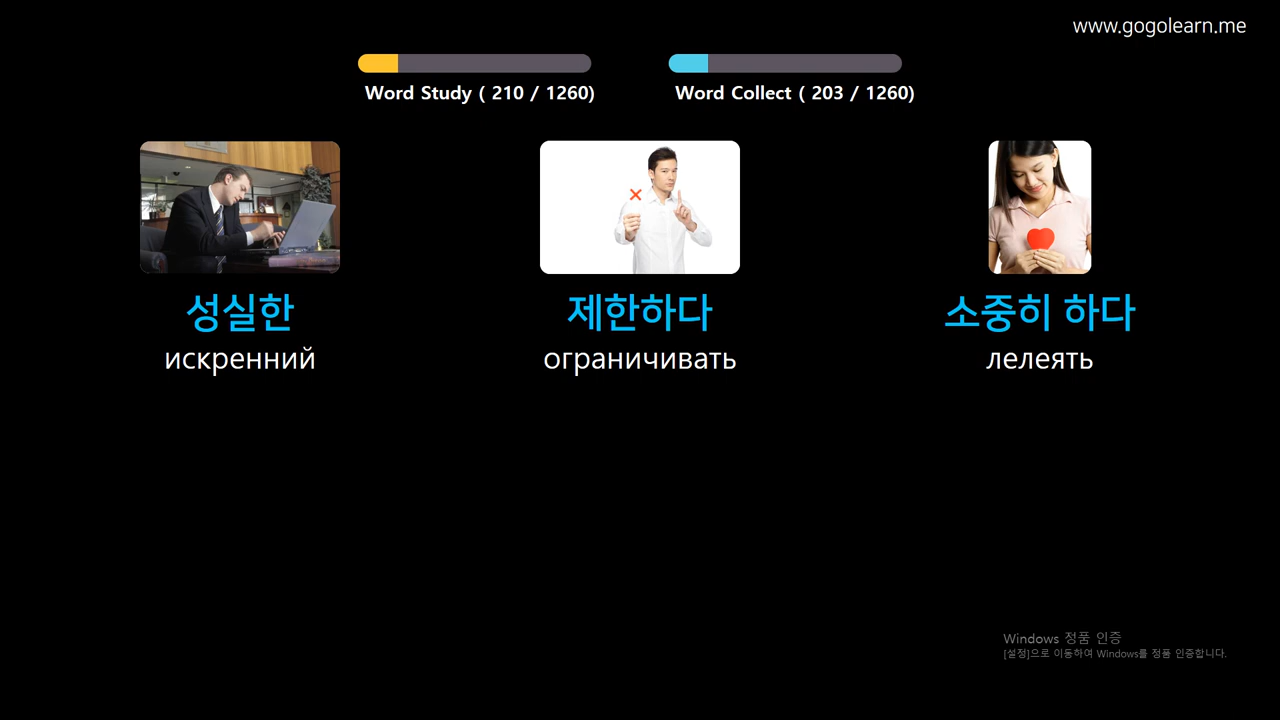 www.gogolearn.me
Word Study ( 210 / 1260)
Word Collect ( 203 / 1260)
성실한
제한하다
소중히 하다
искренний
ограничивать
лелеять
Windows 정품 인증
[설정]으로 이동하여 Windows를 정품 인증합니다.